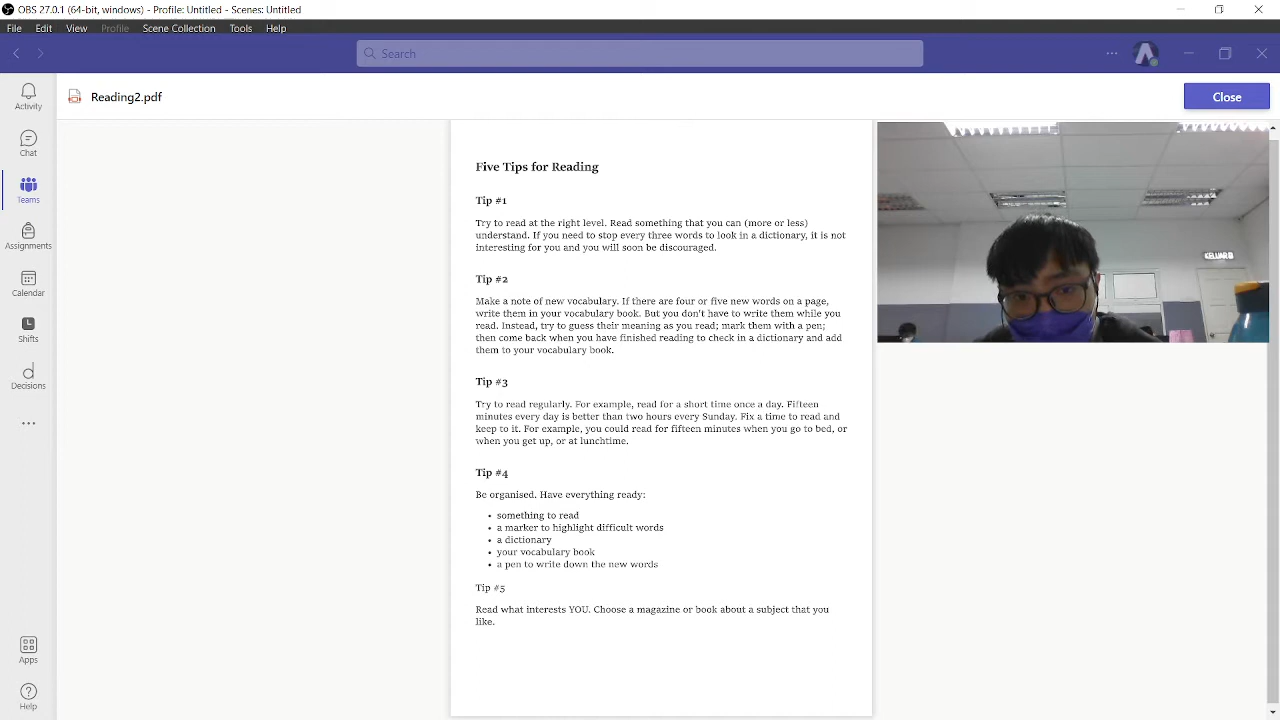 OBS 27.0.1 (64-bit, windows) - Profile: Untitled - Scenes: Untitled
File Edit View Profile Scene Collection Tools Help
Search
Activity
Chat
Teams
Assignments
Calendar
Shifts
Decisions
Apps
Help
Reading2.pdf
Close
Five Tips for Reading
Tip #1
Try to read at the right level. Read something that you can (more or less)
understand. If you need to stop every three words to look in a dictionary, it is not
interesting for you and you will soon be discouraged.
Tip #2
Make a note of new vocabulary. If there are four or five new words on a page,
write them in your vocabulary book. But you don't have to write them while you
read. Instead, try to guess their meaning as you read; mark them with a pen;
then come back when you have finished reading to check in a dictionary and add
them to your vocabulary book.
Tip #3
Try to read regularly. For example, read for a short time once a day. Fifteen
minutes every day is better than two hours every Sunday. Fix a time to read and
keep to it. For example, you could read for fifteen minutes when you go to bed, or
when you get up, or at lunchtime.
Tip #4
Be organised. Have everything ready:
• something to read
• a marker to highlight difficult words
• a dictionary
• your vocabulary book
• a pen to write down the new words
Tip #5
Read what interests YOU. Choose a magazine or book about a subject that you
like.
KELUAR